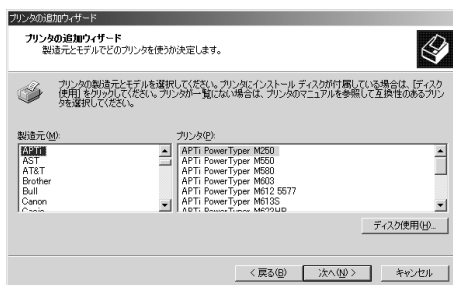 プリンタの追加ウィザード
プリンタの追加ウィザード
製造元とモデルでどのプリンタを使うか決定します。
プリンタの製造元とモデルを選択してください。プリンタにインストール ディスクが付属している場合は、[ディスク
使用] をクリックしてください。プリンタが一覧にない場合は、プリンタのマニュアルを参照して互換性のあるプリン
タを選択してください。
製造元(M):
プリンタ(P):
APTi
AST
AT&T
Brother
Bull
Canon
Casio
APTi PowerTyper M250
APTi PowerTyper M550
APTi PowerTyper M580
APTi PowerTyper M603
APTi PowerTyper M612 5577
APTi PowerTyper M613S
APTi PowerTyper M622HP
ディスク使用(H)...
< 戻る(B)
次へ(N) >
キャンセル